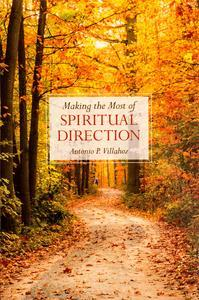 Making the Most of
SPIRITUAL
DIRECTION
Antonio P. Villahoz